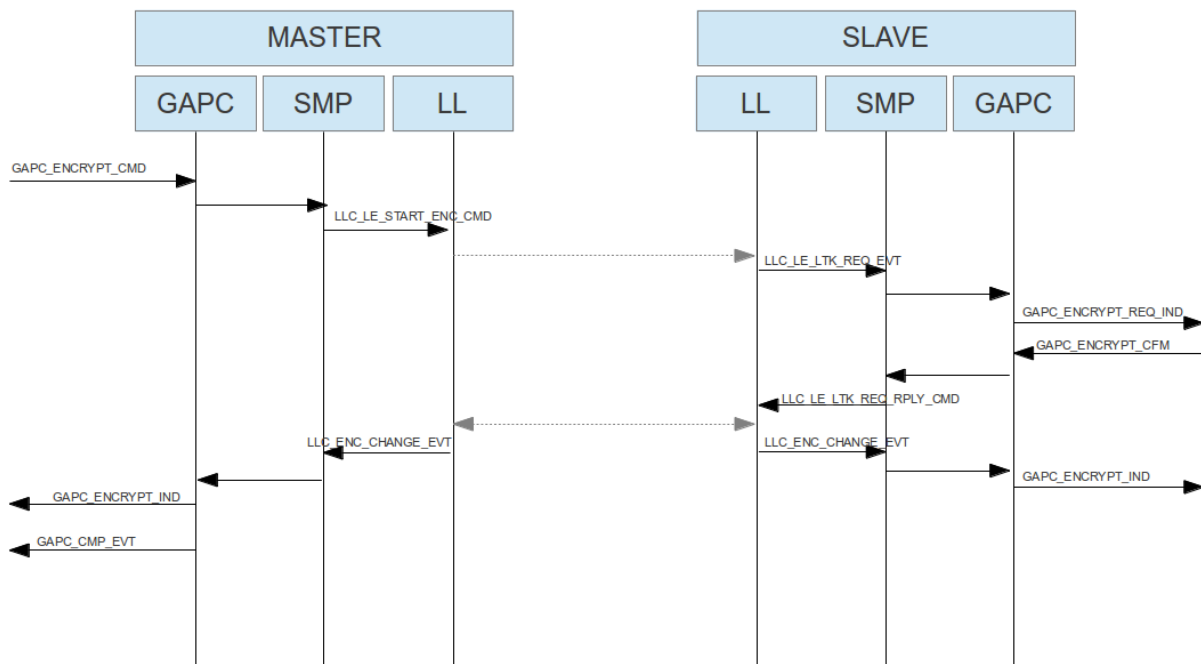 MASTER
SLAVE
GAPC
SMP
LL
LL
SMP
GAPC
GAPC_ENCRYPT_CMD
LLC_LE_START_ENC_CMD
LLC_LE_LTK_REQ_EVT
GAPC_ENCRYPT_REQ_IND
GAPC_ENCRYPT_CFM
LLC_LE_LTK_REQ_RPLY_CMD
LLC_ENC_CHANGE_EVT
LLC_ENC_CHANGE_EVT
GAPC_ENCRYPT_IND
GAPC_ENCRYPT_IND
GAPC_CMP_EVT